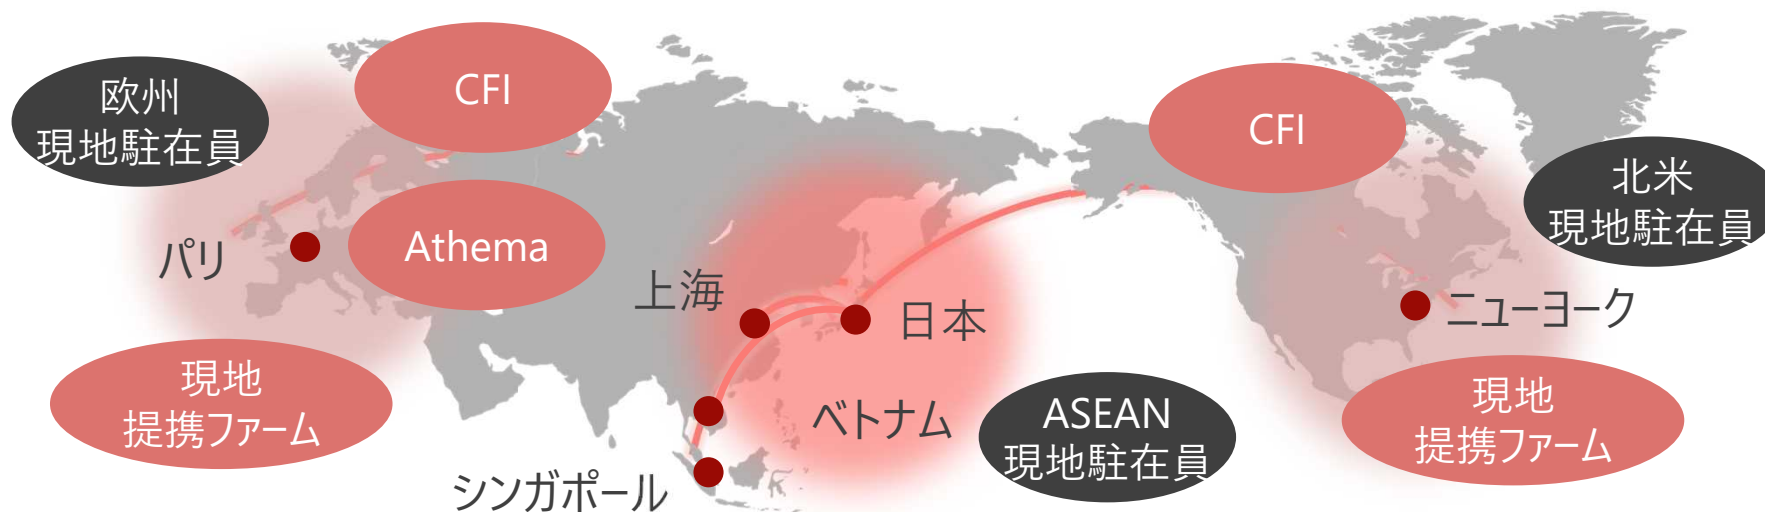 欧州
現地駐在員
CFI
Athema
パリ
現地
提携ファーム
上海
日本
ベトナム
シンガポール
ASEAN
現地駐在員
CFI
北米
現地駐在員
ニューヨーク
現地
提携ファーム